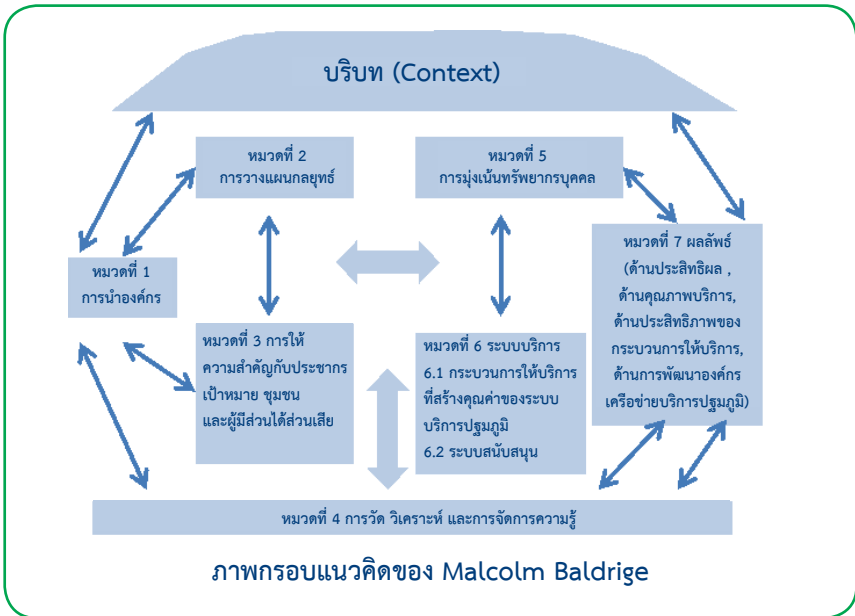 บริบท (Context)
หมวดที่ 2
การวางแผนกลยุทธ์
หมวดที่ 5
การมุ่งเน้นทรัพยากรบุคคล
หมวดที่ 1
การนำองค์กร
หมวดที่ 7 ผลลัพธ์
(ด้านประสิทธิผล ,
ด้านคุณภาพบริการ,
ด้านประสิทธิภาพของ
กระบวนการให้บริการ,
ด้านการพัฒนาองค์กร
เครือข่ายบริการปฐมภูมิ)
หมวดที่ 3 การให้
ความสำคัญกับประชากร
เป้าหมาย ชุมชน
และผู้มีส่วนได้ส่วนเสีย
หมวดที่ 6 ระบบบริการ
6.1 กระบวนการให้บริการ
ที่สร้างคุณค่าของระบบ
บริการปฐมภูมิ
6.2 ระบบสนับสนุน
หมวดที่ 4 การวัด วิเคราะห์ และการจัดการความรู้
ภาพกรอบแนวคิดของ Malcolm Baldrige